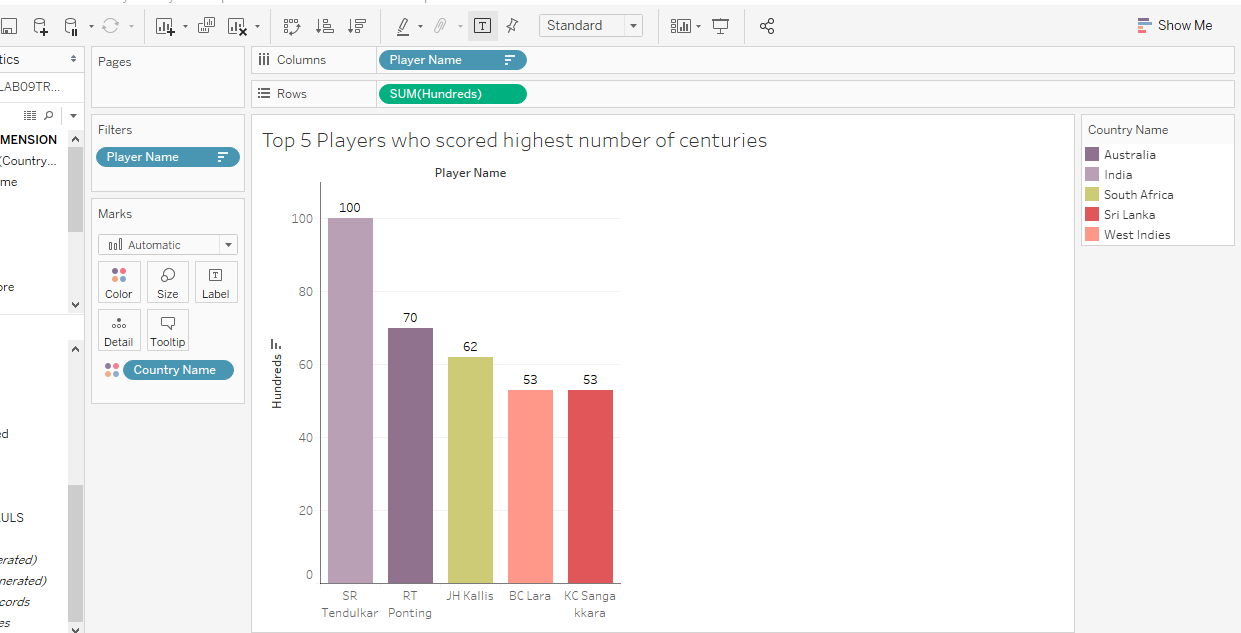 Standard
Show Me
tics
Pages
Columns
Player Name
LAB09TR...
Rows
SUM(Hundreds)
Filters
Player Name
MENSION
(Country...
me
ore
Marks
Automatic
Color
Size
Label
Detail
Tooltip
Country Name
ed
ULS
erated)
nerated)
cords
es
Top 5 Players who scored highest number of centuries
Player Name
Hundreds
100
80
60
40
20
0
100
70
62
53
53
SR
Tendulkar
RT
Ponting
JH Kallis
BC Lara
KC Sanga
kkara
Country Name
Australia
India
South Africa
Sri Lanka
West Indies